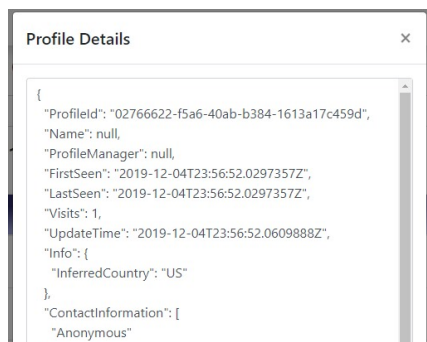 Profile Details ×
{
"ProfileId": "02766622-f5a6-40ab-b384-1613a17c459d",
"Name": null,
"ProfileManager": null,
"FirstSeen": "2019-12-04T23:56:52.0297357Z",
"LastSeen": "2019-12-04T23:56:52.0297357Z",
"Visits": 1,
"UpdateTime": "2019-12-04T23:56:52.0609888Z",
"Info": {
"InferredCountry": "US"
},
"ContactInformation": [
"Anonymous"